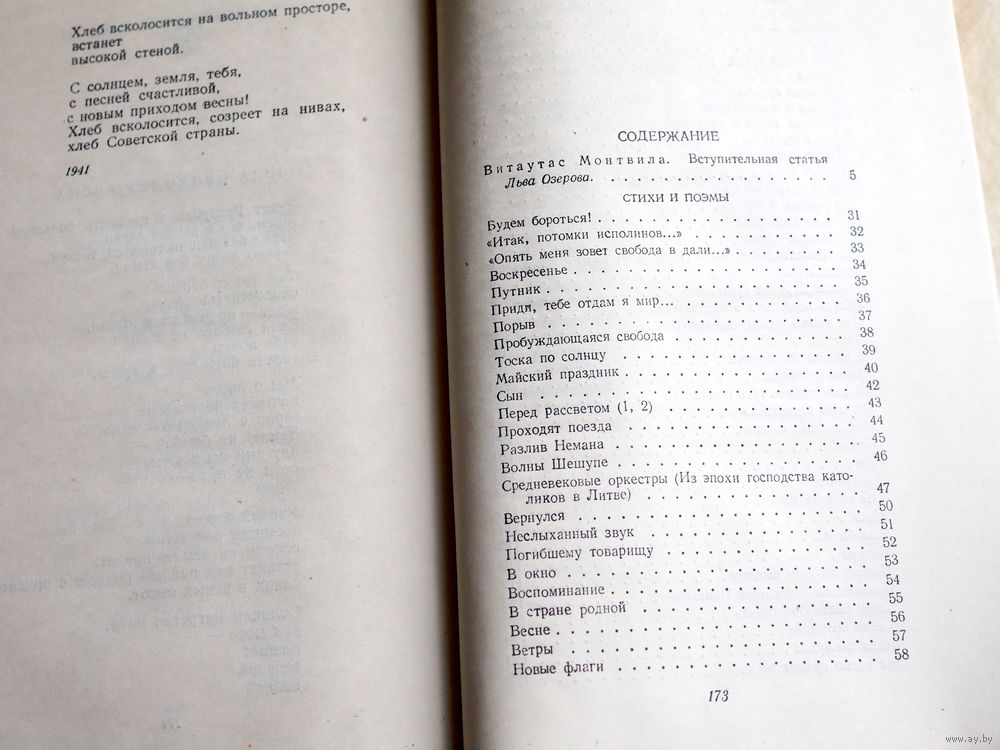 Хлеб всколосится на вольном просторе,
встанет
высокой стеной.
С солнцем, земля, тебя,
с песней счастливой,
с новым приходом весны!
Хлеб всколосится, созреет на нивах,
хлеб Советской страны.
1941
СОДЕРЖАНИЕ
Витаутас Монтвила. Вступительная статья
Льва Озерова. 5
СТИХИ И ПОЭМЫ
Будем бороться! 31
«Итак, потомки исполинов...» 32
«Опять меня зовет свобода в дали...» 33
Воскресенье 34
Путник 35
Приди, тебе отдам я мир... 36
Порыв 37
Пробуждающаяся свобода 38
Тоска по солнцу 39
Майский праздник 40
Сын 42
Перед рассветом (1, 2) 43
Проходят поезда 44
Разлив Немана 45
Волны Шешупе 46
Средневековые оркестры (Из эпохи господства като-
ликов в Литве) 47
Вернулся 50
Неслыханный звук 51
Погибшему товарищу 52
В окно 53
Воспоминание 54
В стране родной 55
Весне 56
Ветры 57
Новые флаги 58
173
www.ay.by